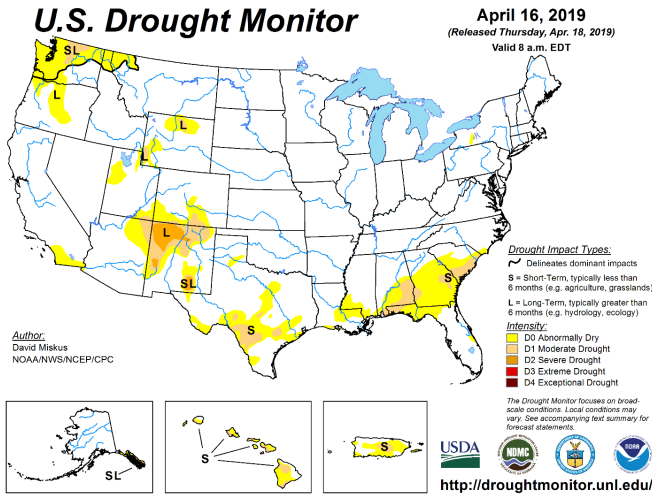 U.S. Drought Monitor
April 16, 2019
(Released Thursday, Apr. 18, 2019)
Valid 8 a.m. EDT
SL
L
L
L
L
SL
S
S
Drought Impact Types:
Delineates dominant impacts
S = Short-Term, typically less than
6 months (e.g. agriculture, grasslands)
L = Long-Term, typically greater than
6 months (e.g. hydrology, ecology)
Intensity:
D0 Abnormally Dry
D1 Moderate Drought
D2 Severe Drought
D3 Extreme Drought
D4 Exceptional Drought
Author:
David Miskus
NOAA/NWS/NCEP/CPC
The Drought Monitor focuses on broad-
scale conditions. Local conditions may
vary. See accompanying text summary for
forecast statements.
SL
S
S
USDA
NDMC
NOAA
http://droughtmonitor.unl.edu/